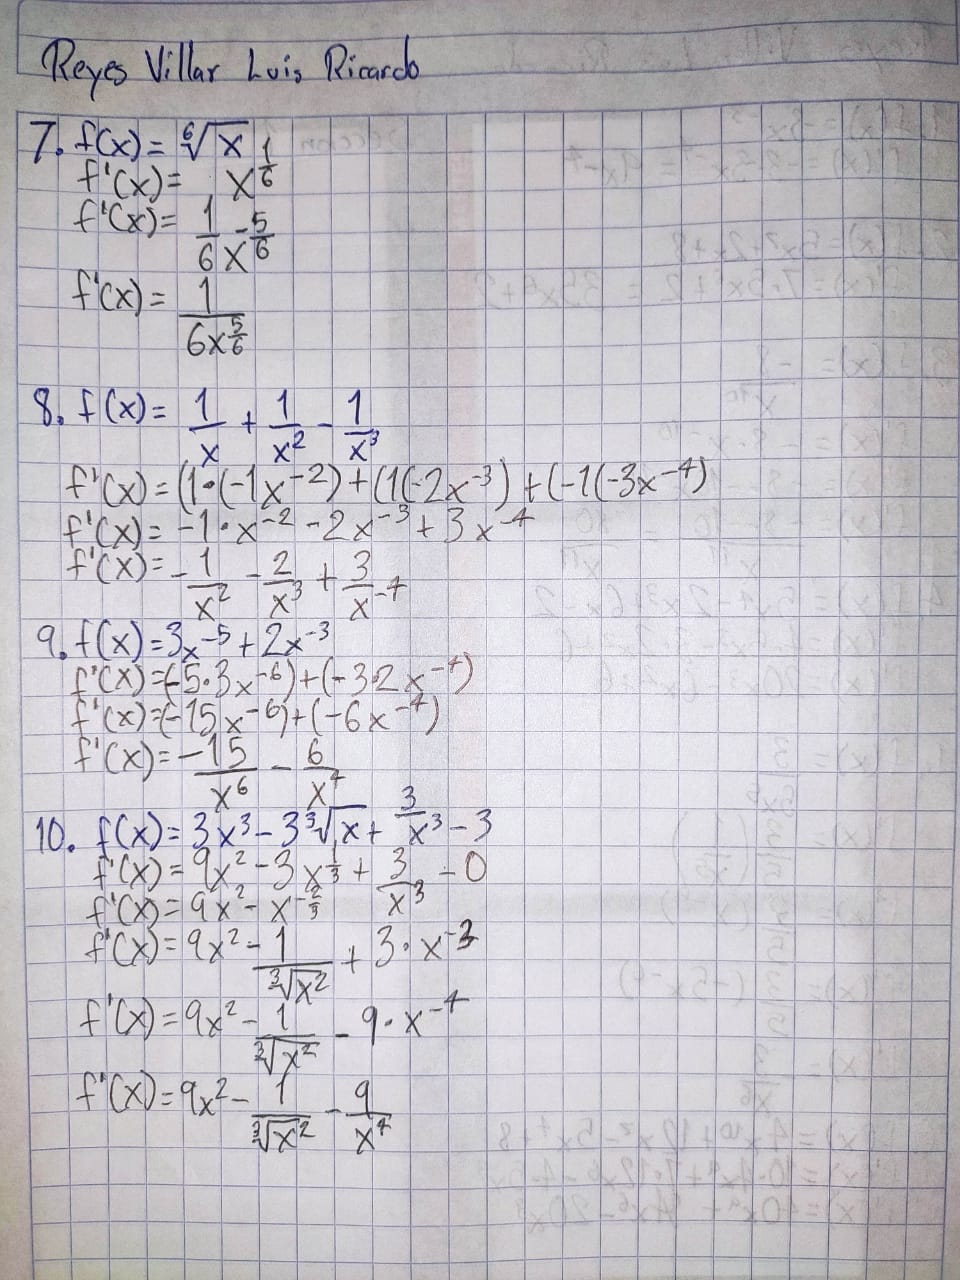 Reyes Villar Luis Ricardo
7. f(x) = ⁶√x
f'(x) = x^(1/6)
f'(x) = 1/6 x^(-5/6)
f'(x) = 1/(6x^(5/6))
8. f(x) = 1/x + 1/x² - 1/x³
f'(x) = (1·(-1x⁻²) + (1(-2x⁻³) + (-1(-3x⁻⁴)
f'(x) = -1·x⁻² - 2x⁻³ + 3x⁻⁴
f'(x) = -1/x² - 2/x³ + 3/x⁻⁴
9. f(x) = 3x⁻⁵ + 2x⁻³
f'(x) = (-5·3x⁻⁶) + (-3·2x⁻⁴)
f'(x) = (-15x⁻⁶) + (-6x⁻⁴)
f'(x) = -15/x⁶ - 6/x⁴
10. f(x) = 3x³ - 3³√x + 3/x³ - 3
f'(x) = 9x² - 3x^(1/3) + 3/x³ - 0
f'(x) = 9x² - x^(-2/3)
f'(x) = 9x² - 1/³√x² + 3·x⁻³
f'(x) = 9x² - 1/³√x² - 9·x⁻⁴
f'(x) = 9x² - 1/³√x² - 9/x⁴